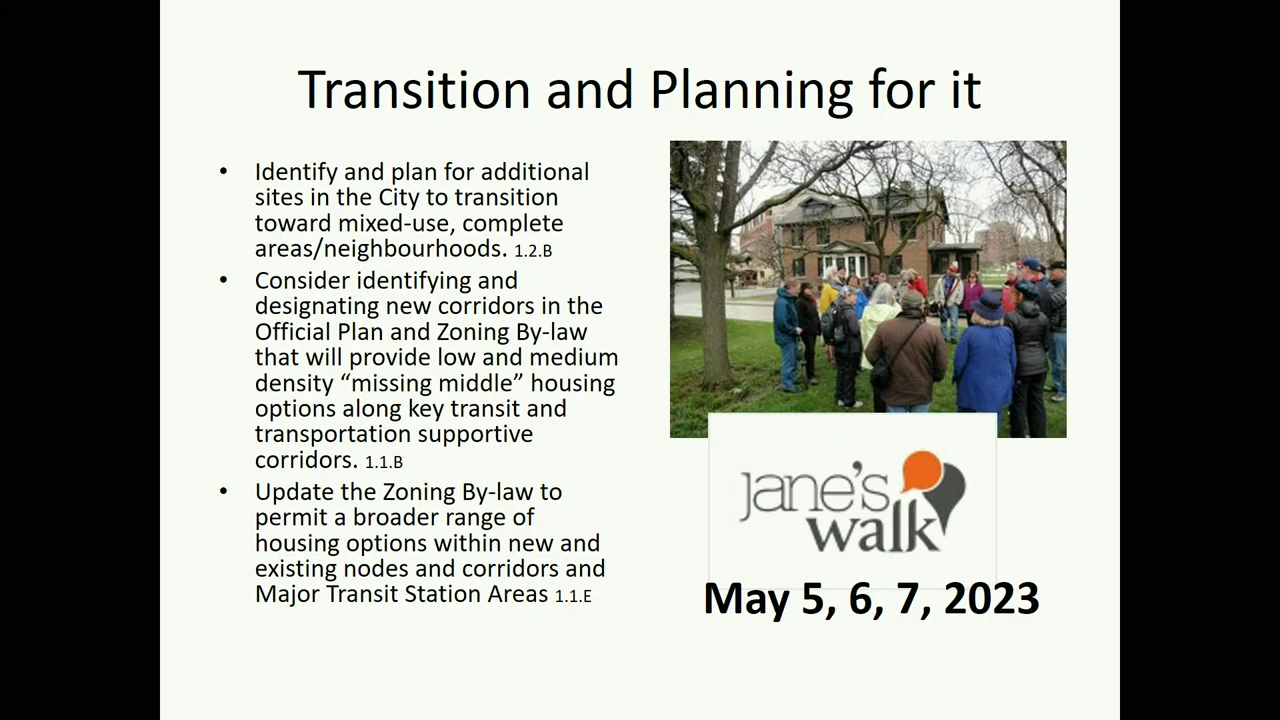 Transition and Planning for it
• Identify and plan for additional
sites in the City to transition
toward mixed-use, complete
areas/neighbourhoods. 1.2.B
• Consider identifying and
designating new corridors in the
Official Plan and Zoning By-law
that will provide low and medium
density “missing middle” housing
options along key transit and
transportation supportive
corridors. 1.1.B
• Update the Zoning By-law to
permit a broader range of
housing options within new and
existing nodes and corridors and
Major Transit Station Areas 1.1.E
jane's
walk
May 5, 6, 7, 2023